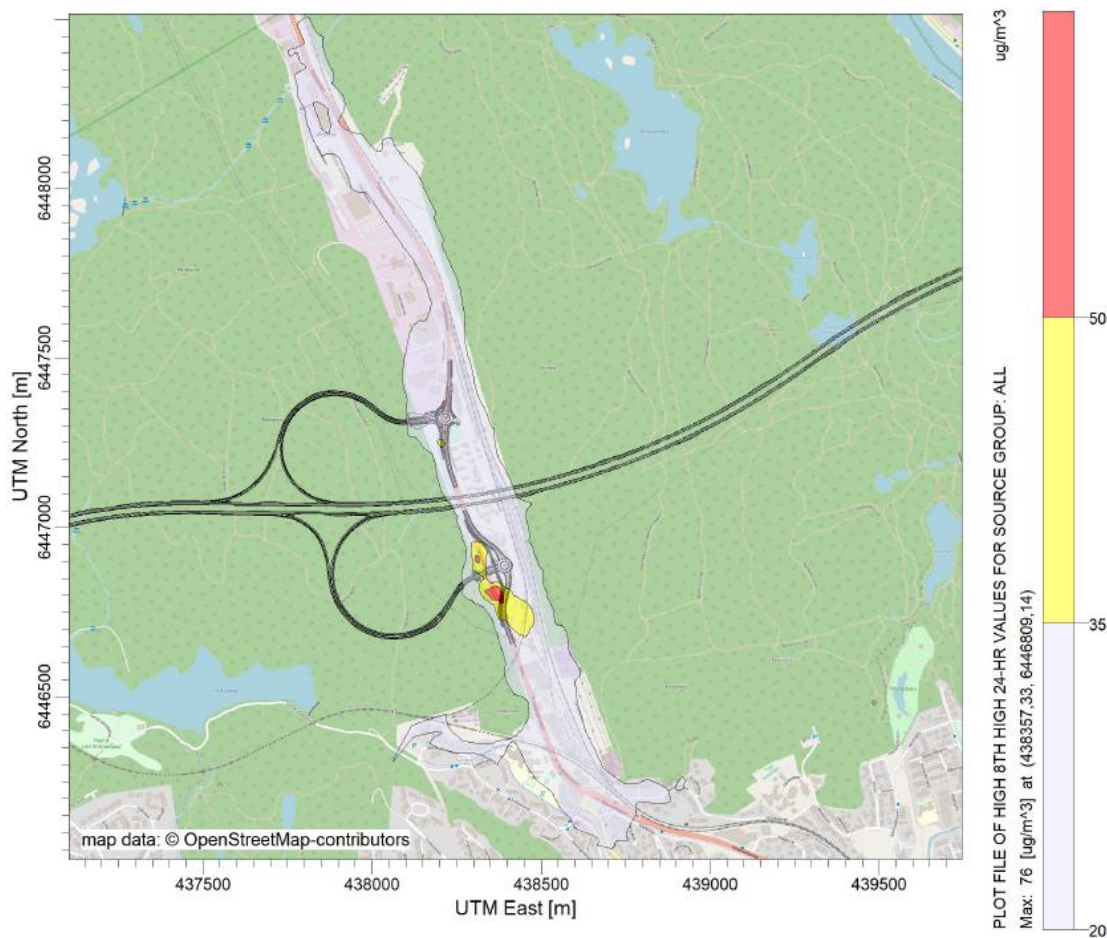 ug/m^3
50
35
20
PLOT FILE OF HIGH 8TH HIGH 24-HR VALUES FOR SOURCE GROUP: ALL
Max: 76 [ug/m^3] at (438357,33, 6446809,14)
UTM North [m]
6448000
6447500
6447000
6446500
map data: © OpenStreetMap-contributors
437500
438000
438500
439000
439500
UTM East [m]